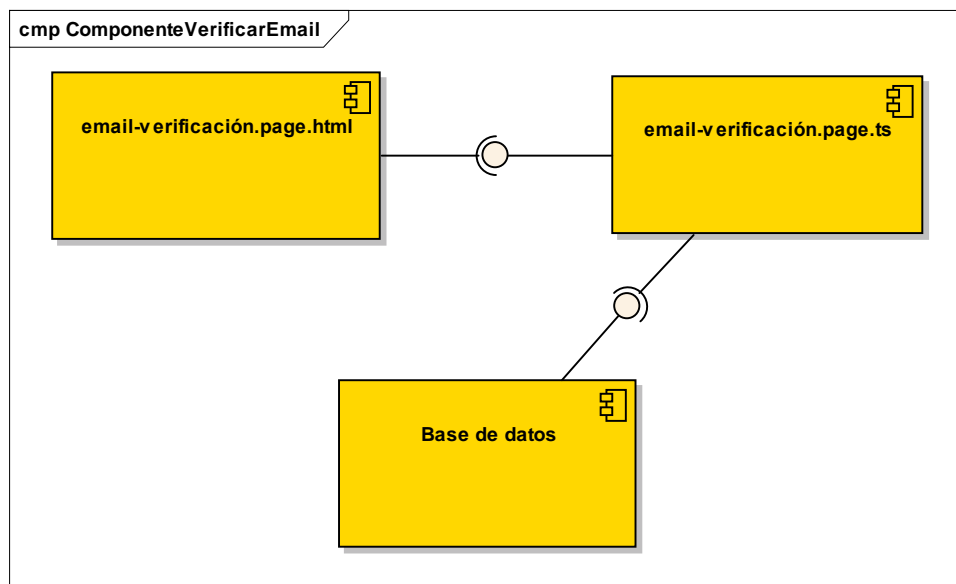 cmp ComponenteVerificarEmail
email-verificación.page.html
email-verificación.page.ts
Base de datos